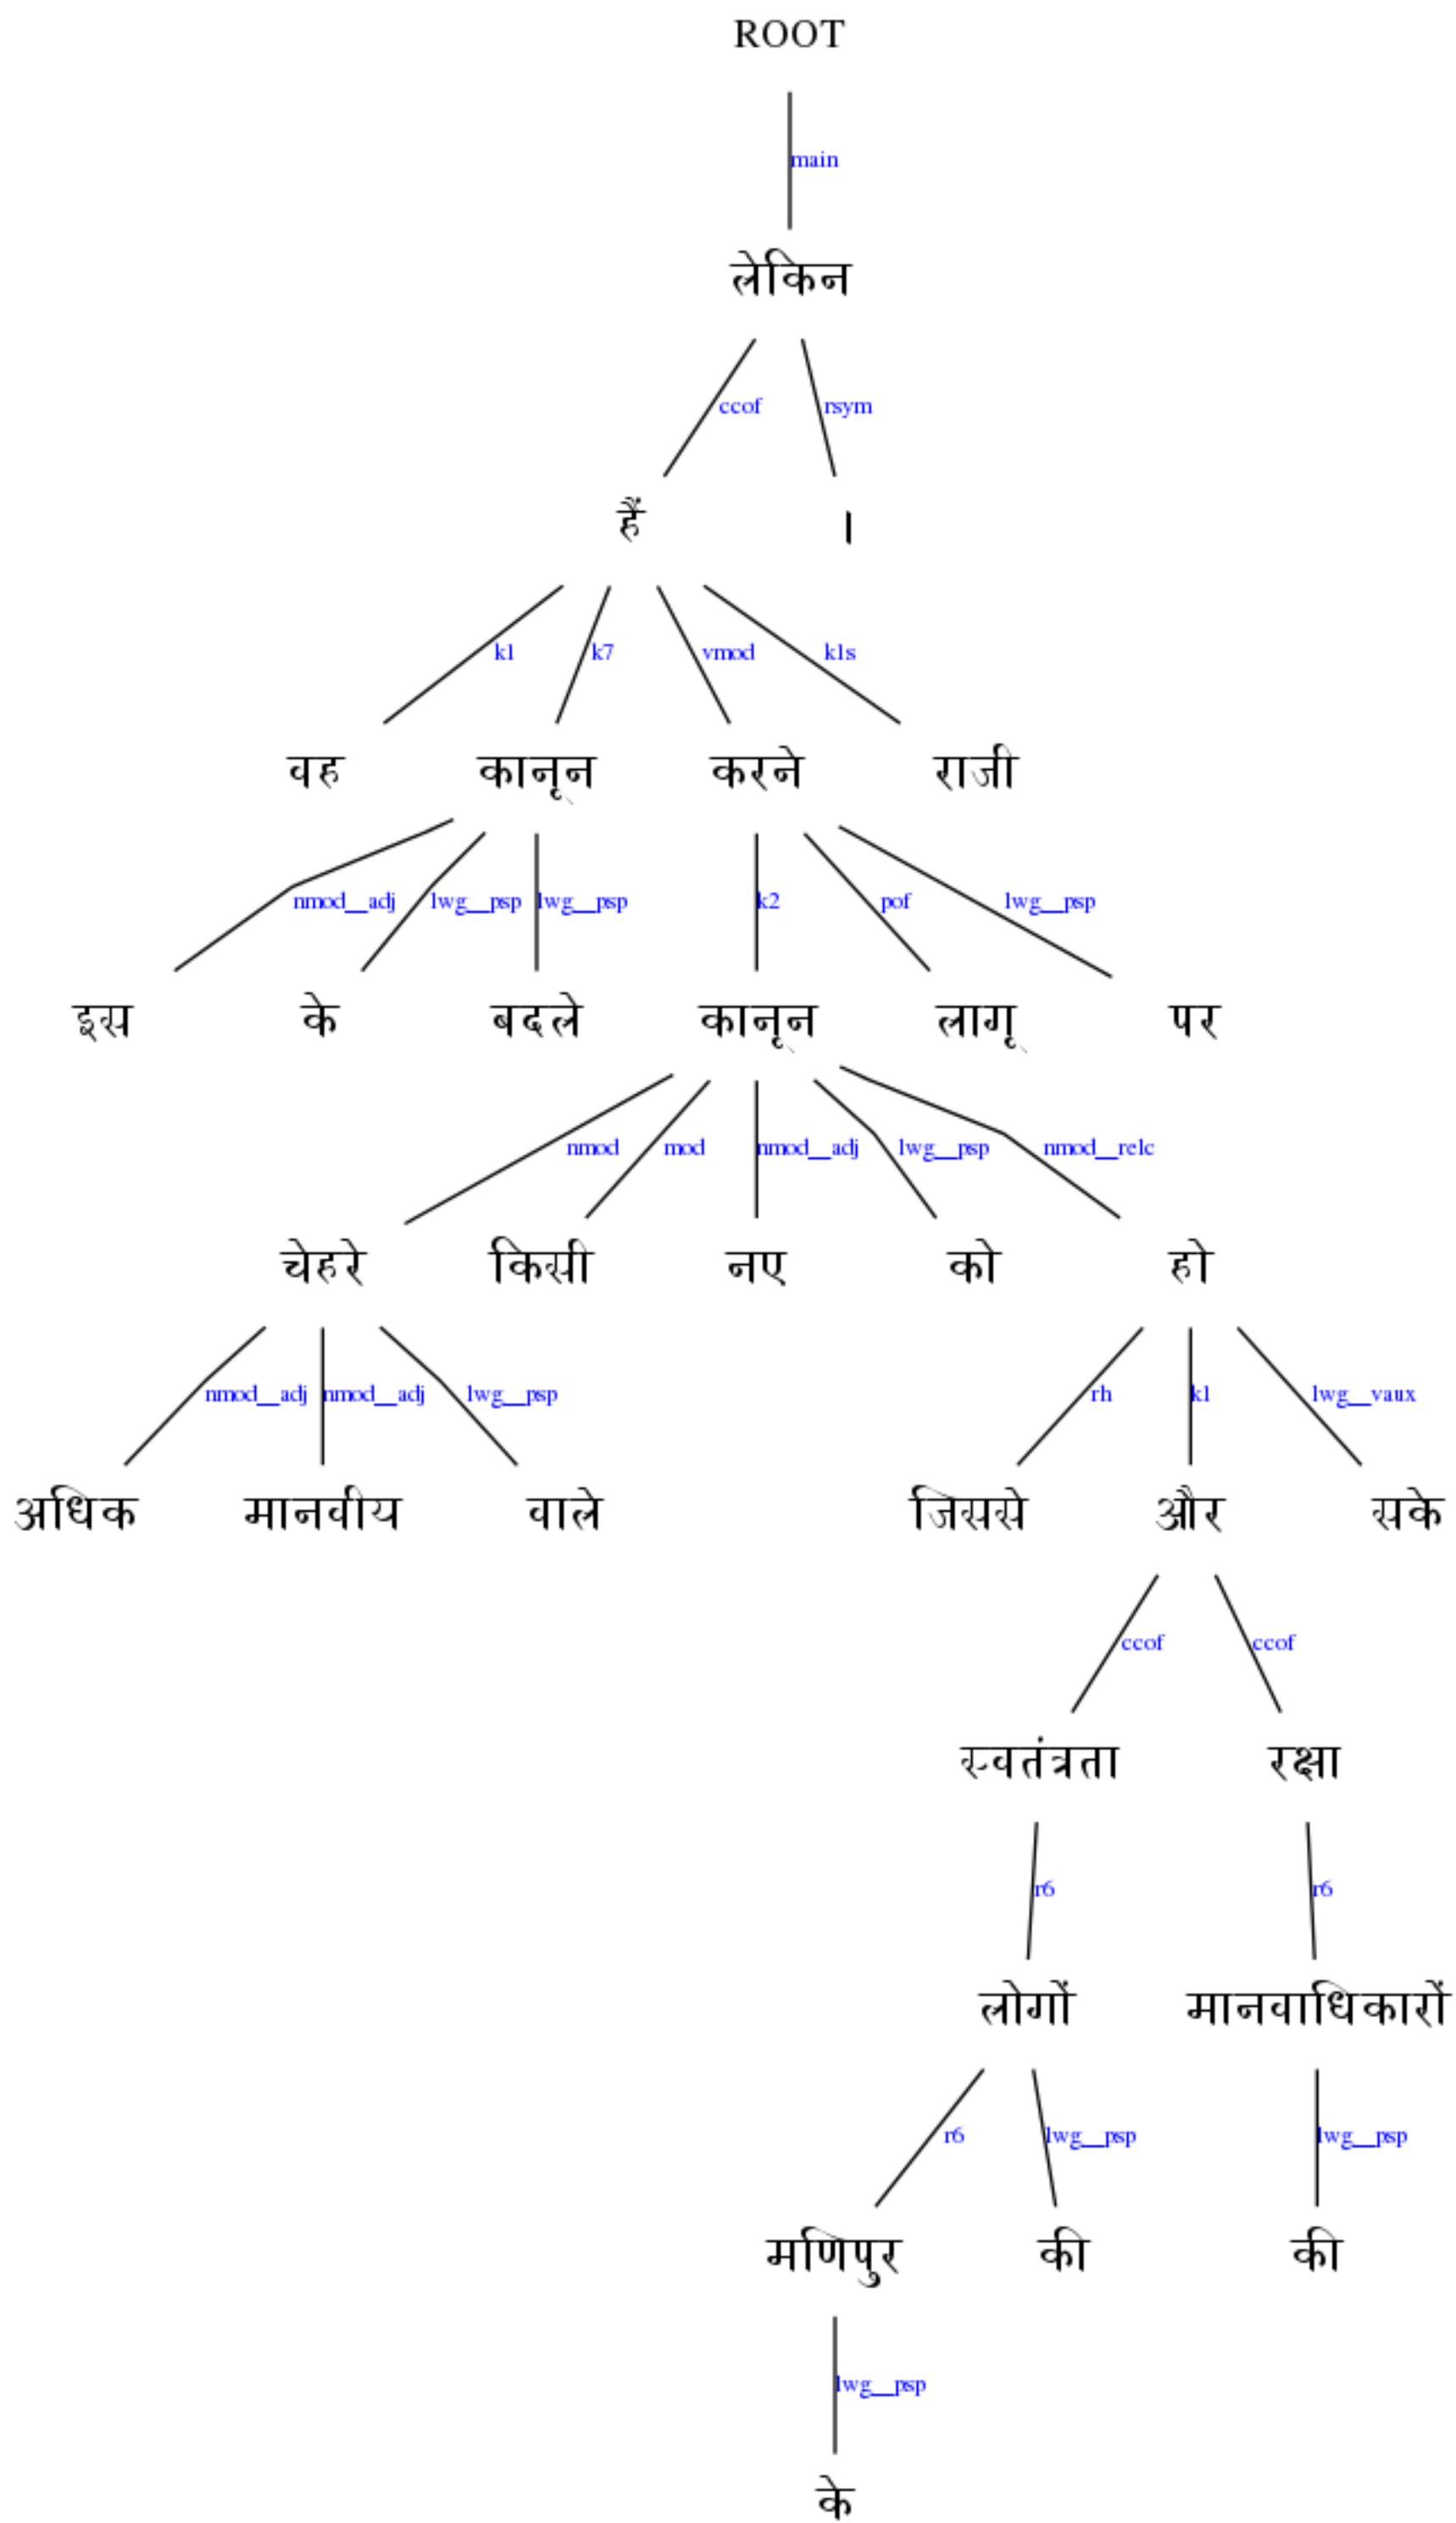 ROOT
main
लेकिन
ccof rsym
हैं ।
k1 k7 vmod k1s
वह कानून करने राजी
nmod__adj lwg__psp lwg__psp k2 pof lwg__psp
इस के बदले कानून लागू पर
nmod mod nmod__adj lwg__psp nmod__relc
चेहरे किसी नए को हो
nmod__adj nmod__adj lwg__psp rh k1 lwg__vaux
अधिक मानवीय वाले जिससे और सके
ccof ccof
स्वतंत्रता रक्षा
r6 r6
लोगों मानवाधिकारों
r6 lwg__psp lwg__psp
मणिपुर की की
lwg__psp
के